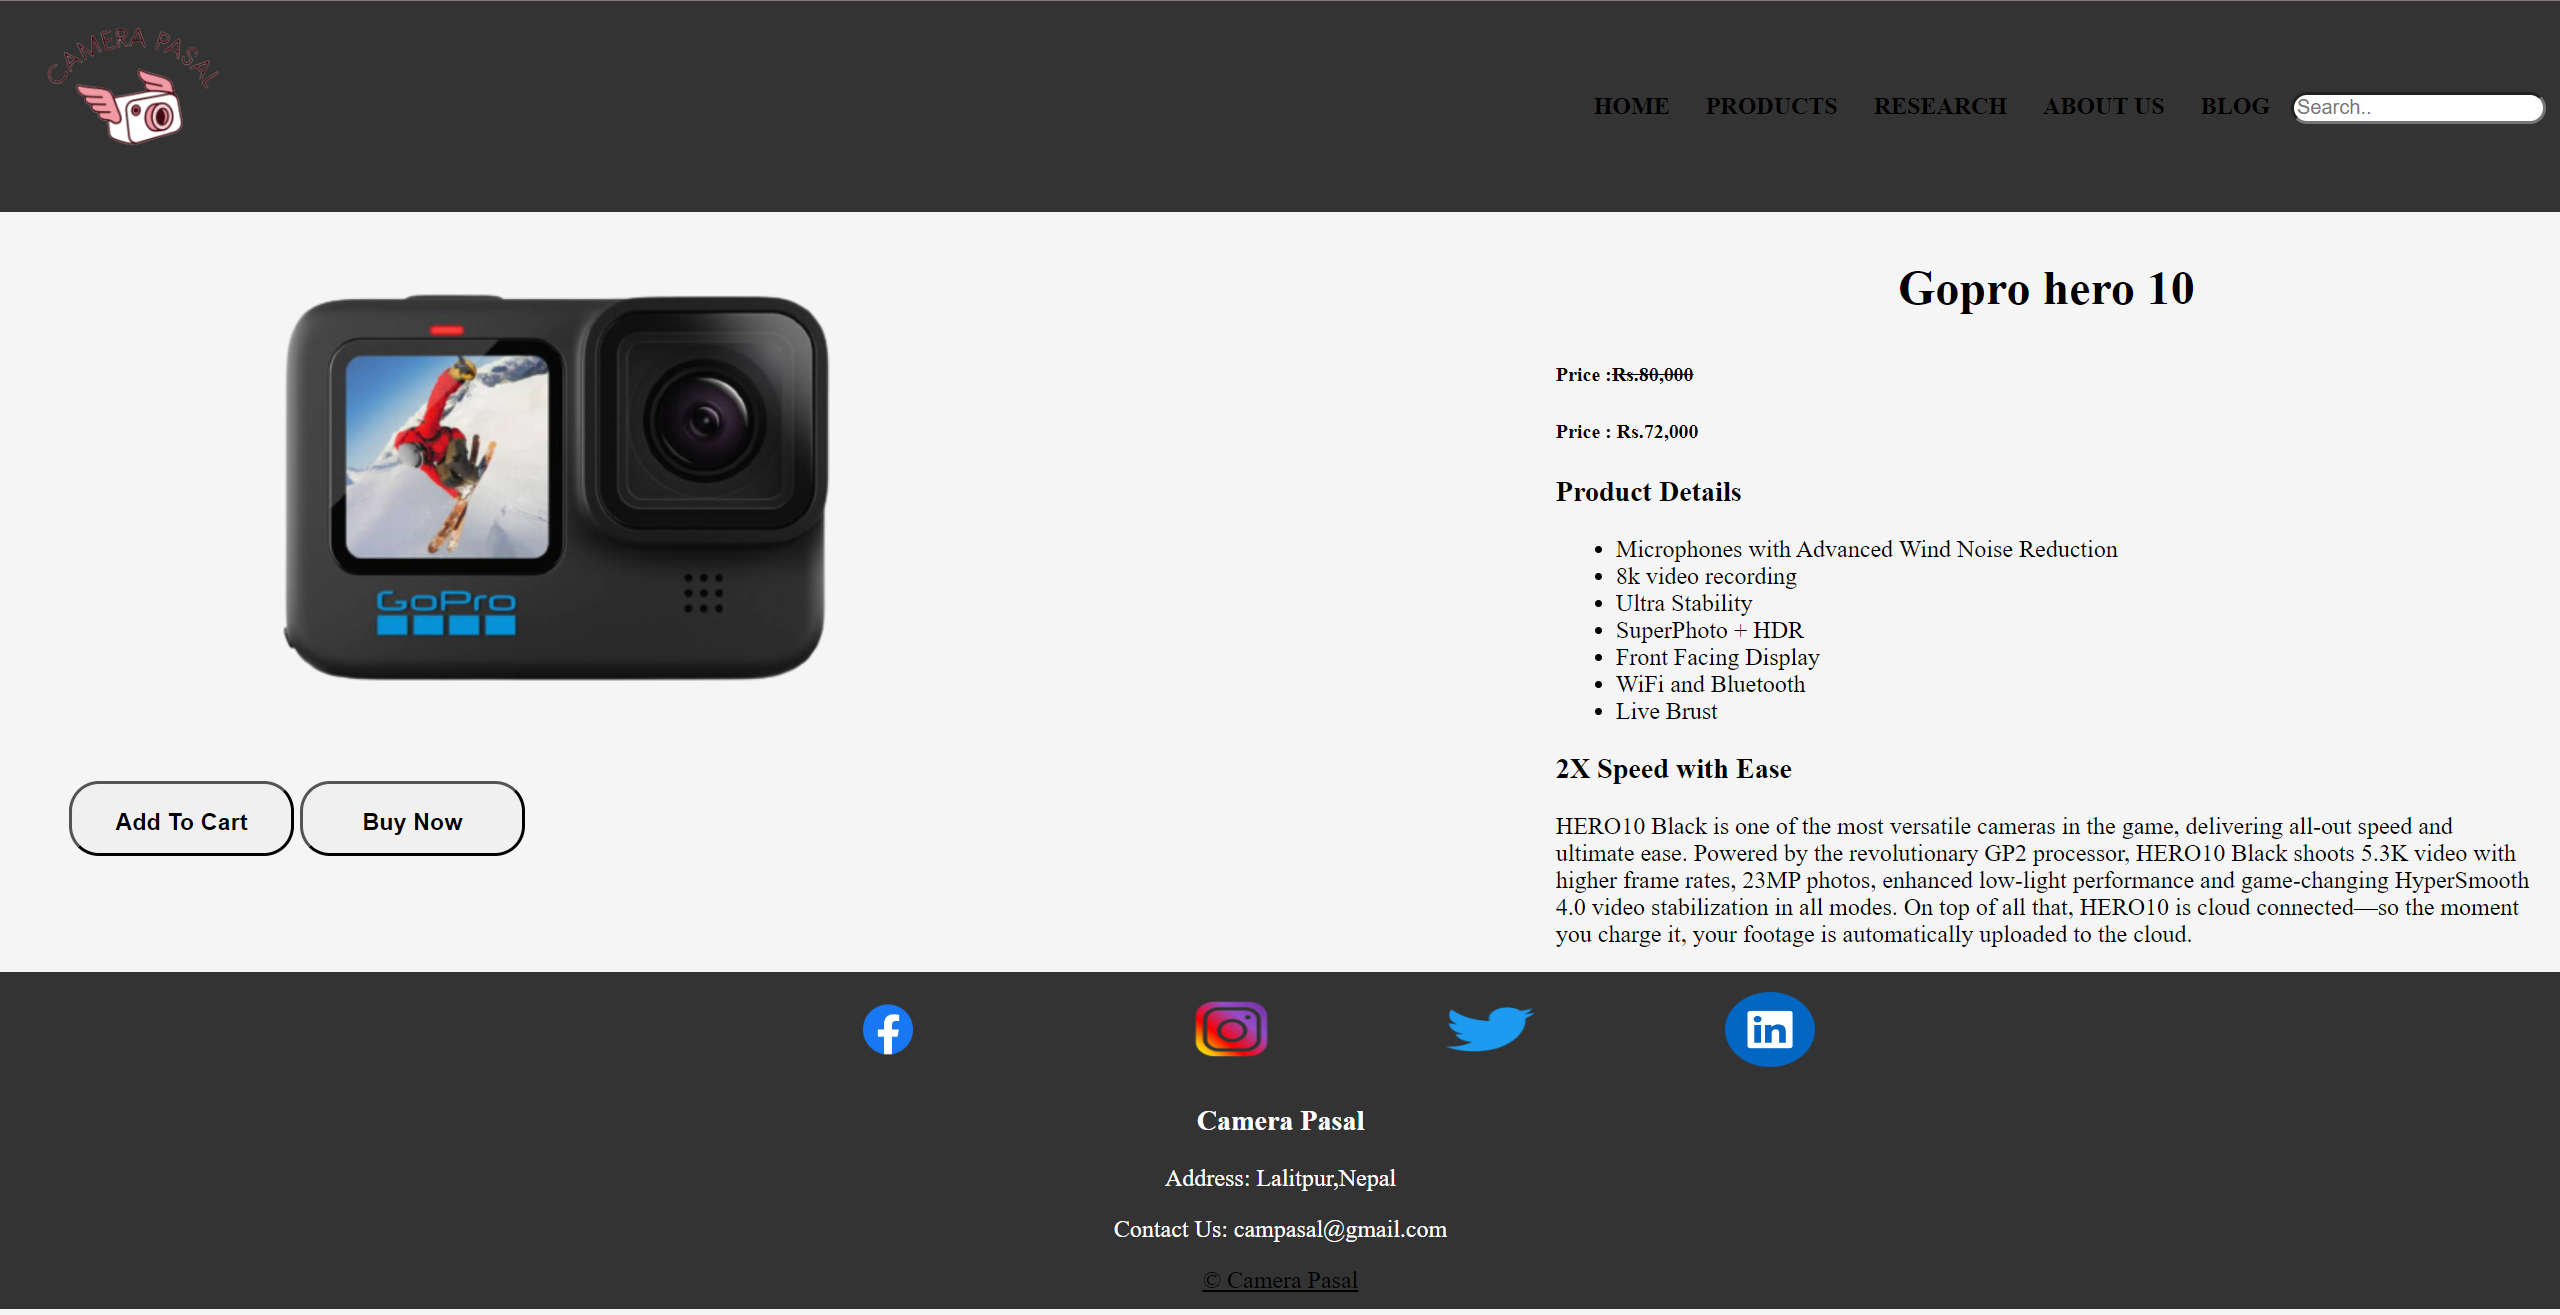 CAMERA PASAL
HOME PRODUCTS RESEARCH ABOUT US BLOG Search..
Gopro hero 10
Price :Rs.80,000
Price : Rs.72,000
Product Details
Microphones with Advanced Wind Noise Reduction
8k video recording
Ultra Stability
SuperPhoto + HDR
Front Facing Display
WiFi and Bluetooth
Live Brust
2X Speed with Ease
HERO10 Black is one of the most versatile cameras in the game, delivering all-out speed and
ultimate ease. Powered by the revolutionary GP2 processor, HERO10 Black shoots 5.3K video with
higher frame rates, 23MP photos, enhanced low-light performance and game-changing HyperSmooth
4.0 video stabilization in all modes. On top of all that, HERO10 is cloud connected—so the moment
you charge it, your footage is automatically uploaded to the cloud.
GoPro
Add To Cart Buy Now
f in
Camera Pasal
Address: Lalitpur,Nepal
Contact Us: campasal@gmail.com
© Camera Pasal